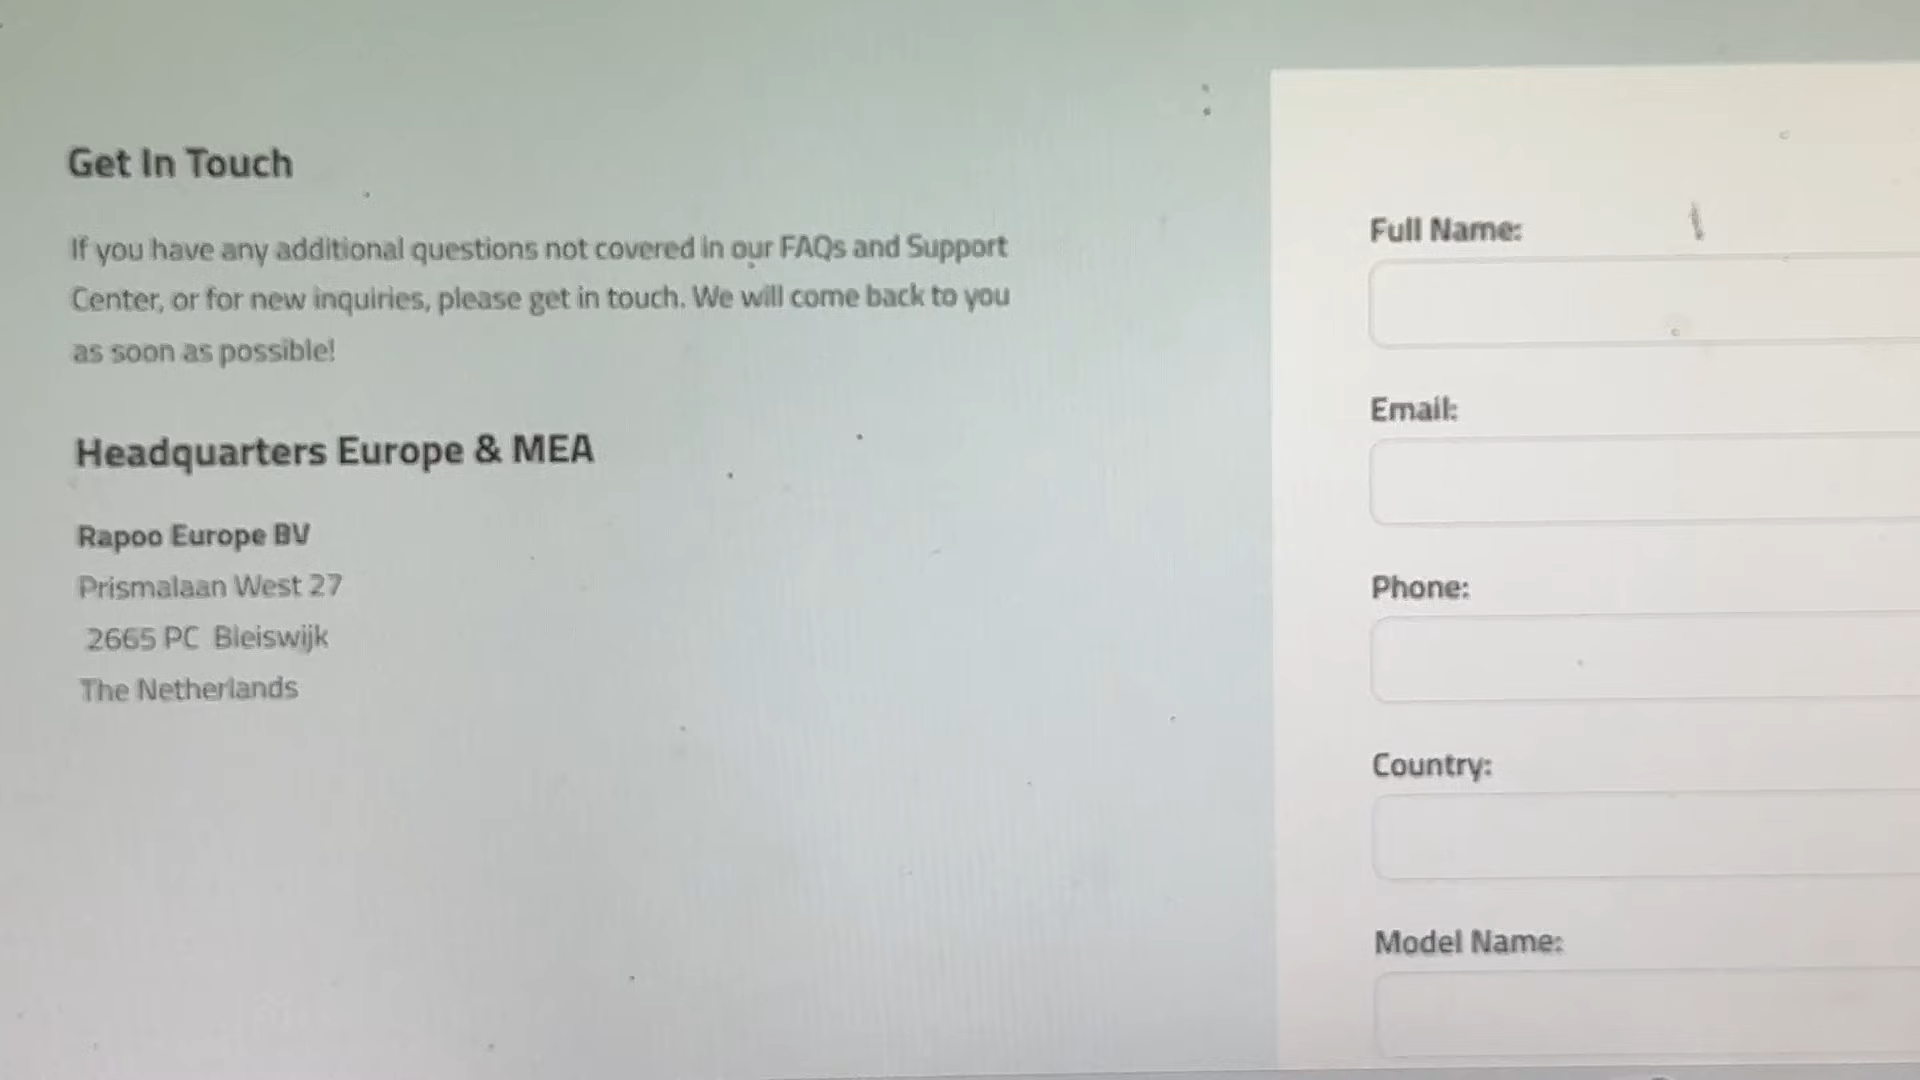 Get In Touch
If you have any additional questions not covered in our FAQs and Support
Center, or for new inquiries, please get in touch. We will come back to you
as soon as possible!
Headquarters Europe & MEA
Rapoo Europe BV
Prismalaan West 27
2665 PC Bleiswijk
The Netherlands
Full Name:
Email:
Phone:
Country:
Model Name: